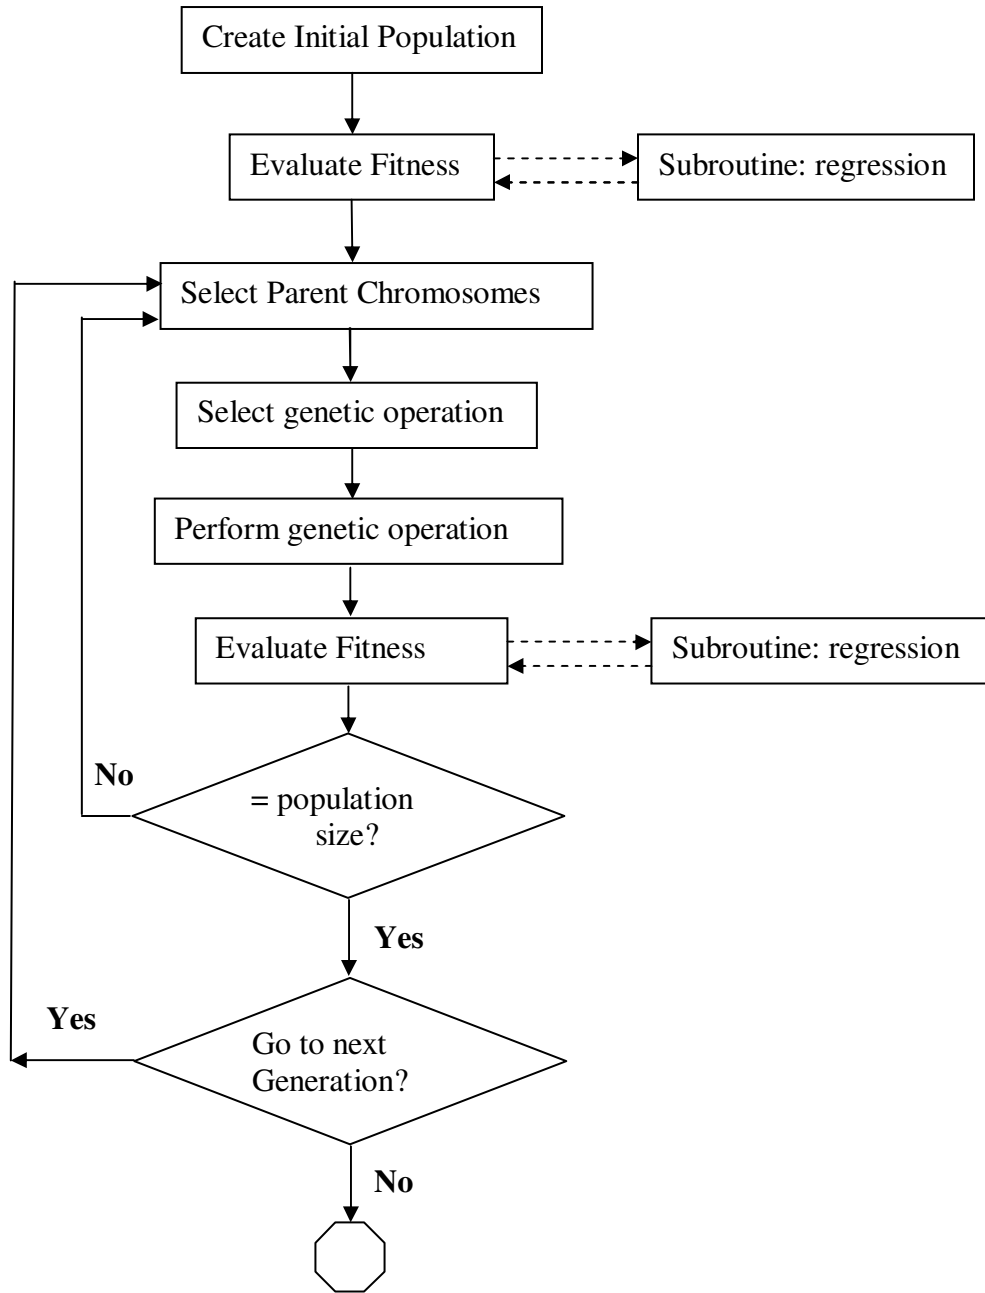 Create Initial Population
Evaluate Fitness
Subroutine: regression
Select Parent Chromosomes
Select genetic operation
Perform genetic operation
Evaluate Fitness
Subroutine: regression
No
= population
size?
Yes
Yes
Go to next
Generation?
No